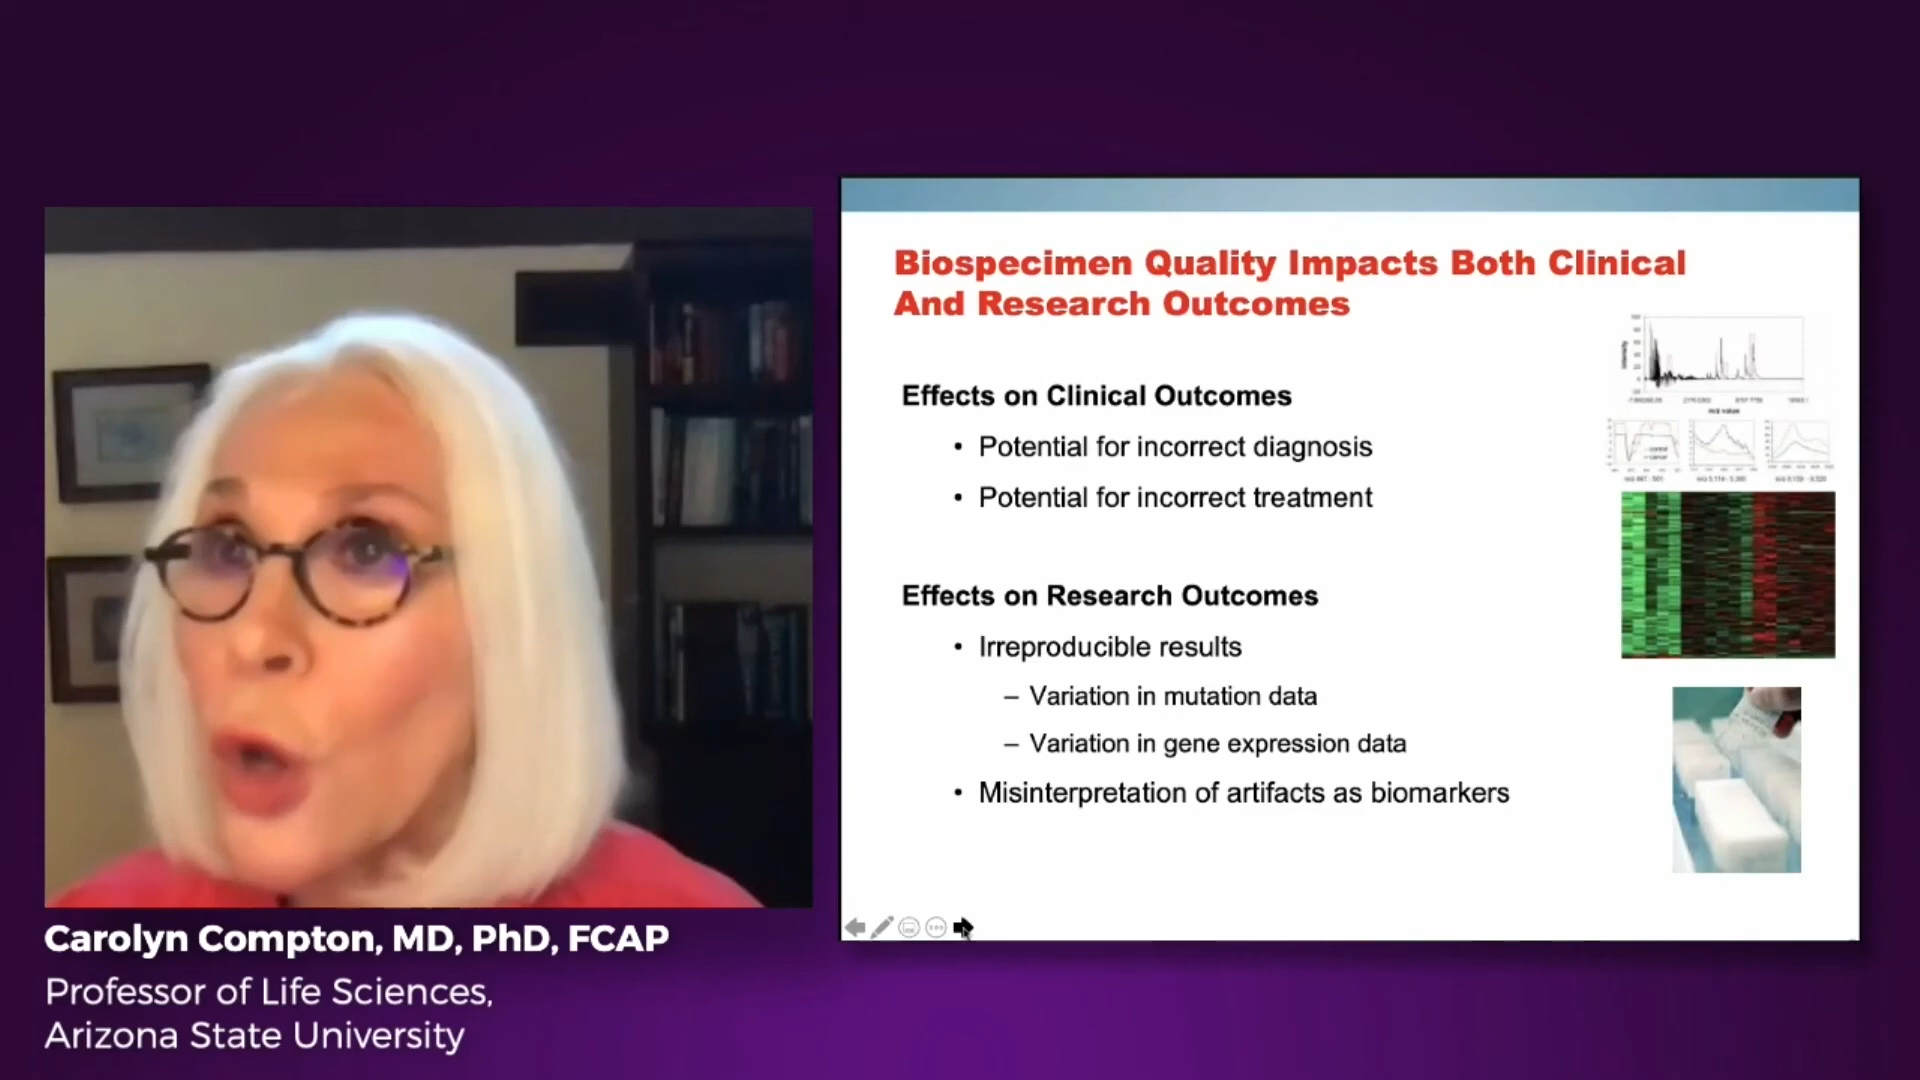 Biospecimen Quality Impacts Both Clinical
And Research Outcomes
Effects on Clinical Outcomes
• Potential for incorrect diagnosis
• Potential for incorrect treatment
Effects on Research Outcomes
• Irreproducible results
– Variation in mutation data
– Variation in gene expression data
• Misinterpretation of artifacts as biomarkers
Carolyn Compton, MD, PhD, FCAP
Professor of Life Sciences,
Arizona State University